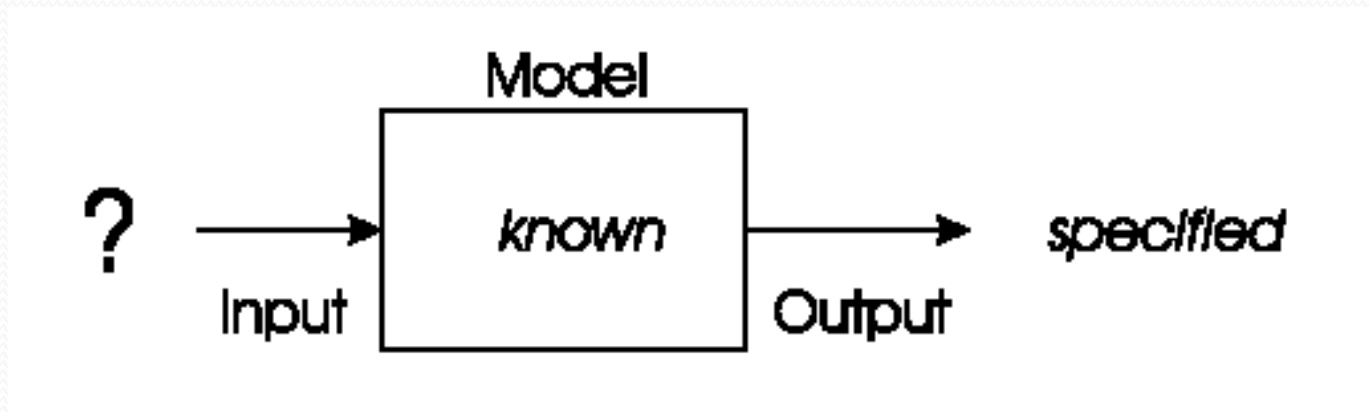 Model
?
known
specified
Input
Output